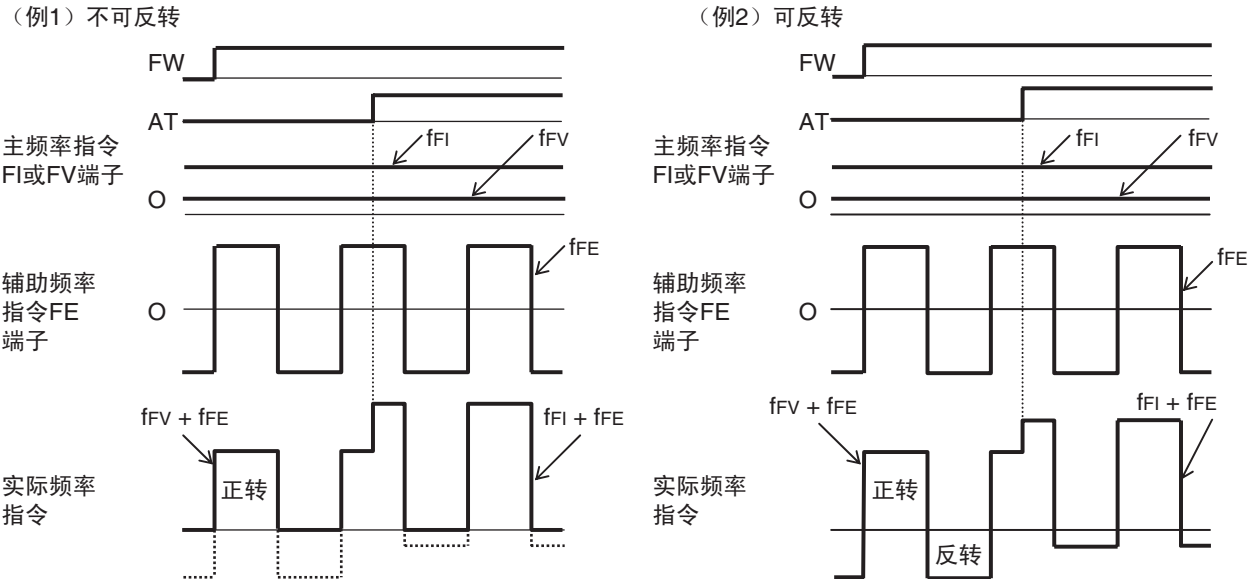 （例1）不可反转
FW
AT
主频率指令
FI或FV端子
fFI
fFV
O
辅助频率
指令FE
端子
O
fFE
fFV + fFE
fFI + fFE
实际频率
指令
正转
（例2）可反转
FW
AT
主频率指令
FI或FV端子
fFI
fFV
O
辅助频率
指令FE
端子
O
fFE
fFV + fFE
fFI + fFE
实际频率
指令
正转
反转